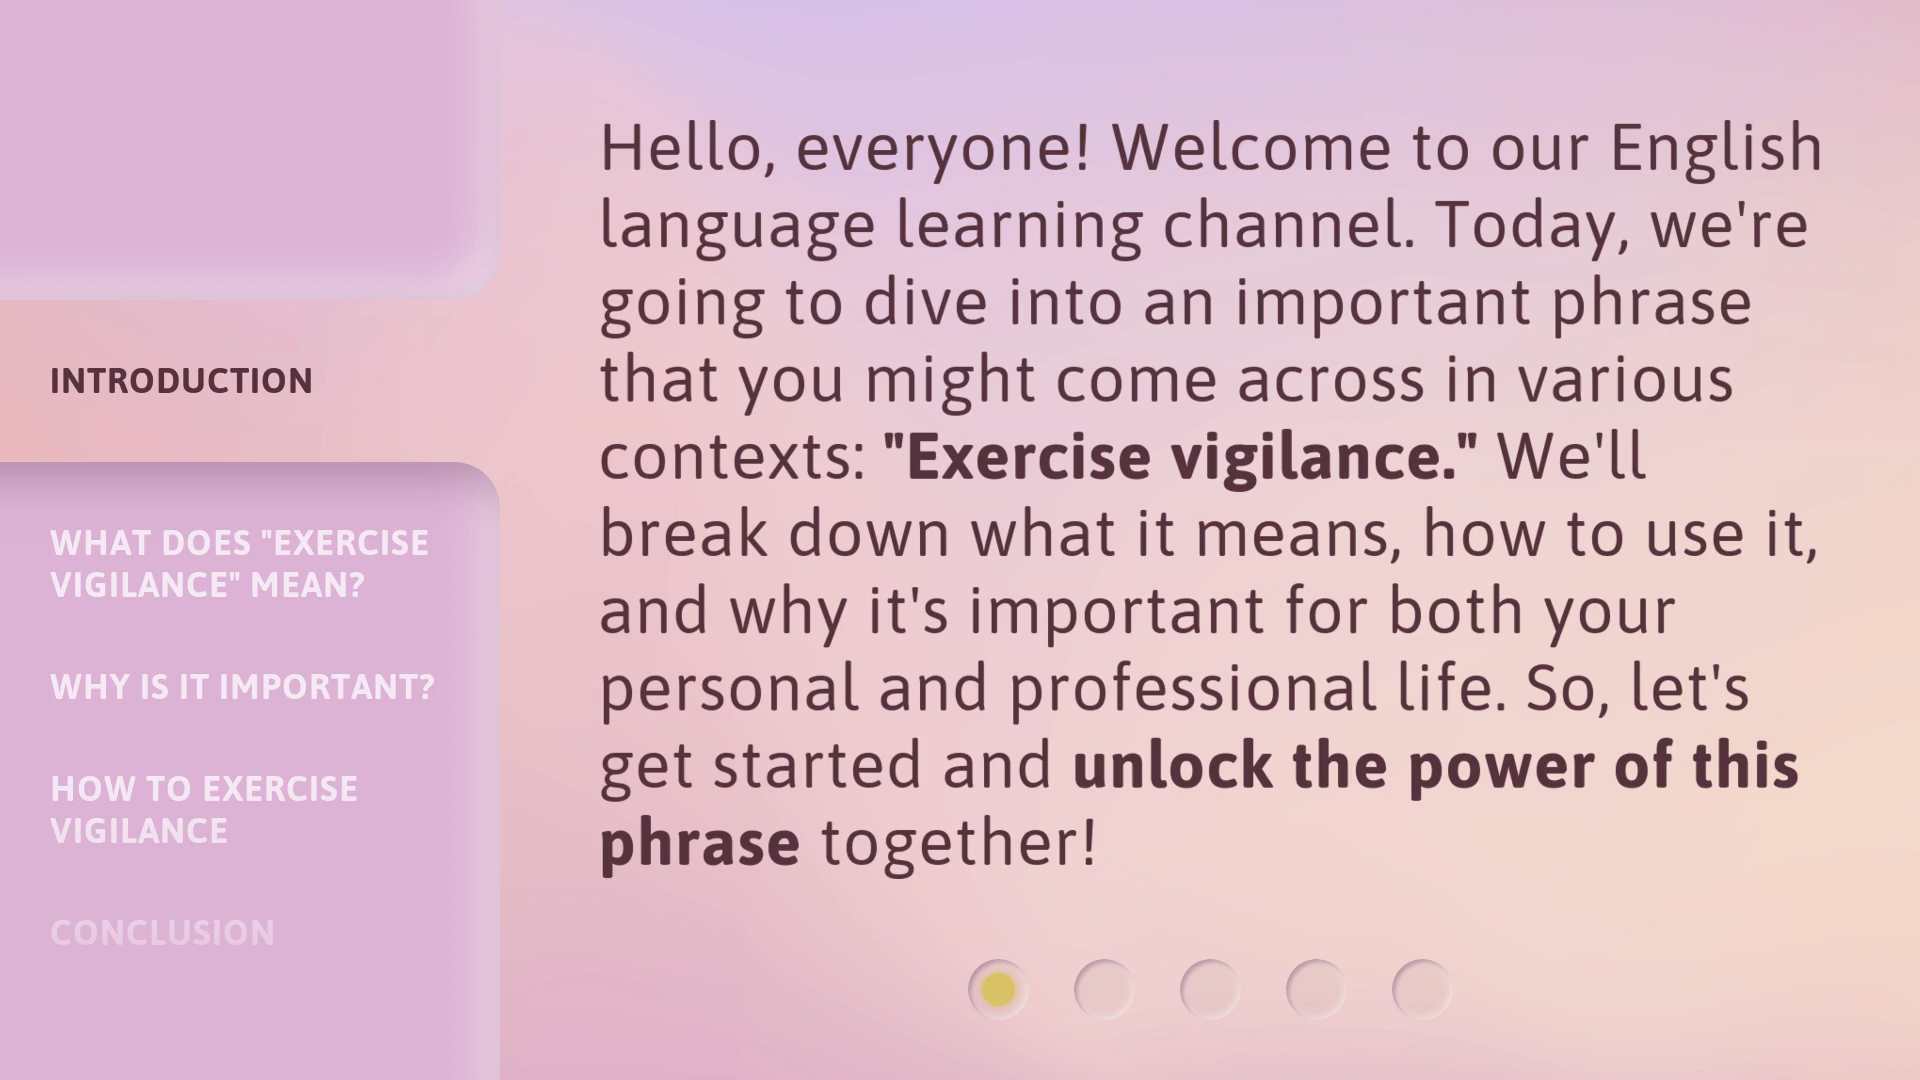 INTRODUCTION
WHAT DOES "EXERCISE
VIGILANCE" MEAN?
WHY IS IT IMPORTANT?
HOW TO EXERCISE
VIGILANCE
CONCLUSION
Hello, everyone! Welcome to our English
language learning channel. Today, we're
going to dive into an important phrase
that you might come across in various
contexts: "Exercise vigilance." We'll
break down what it means, how to use it,
and why it's important for both your
personal and professional life. So, let's
get started and unlock the power of this
phrase together!